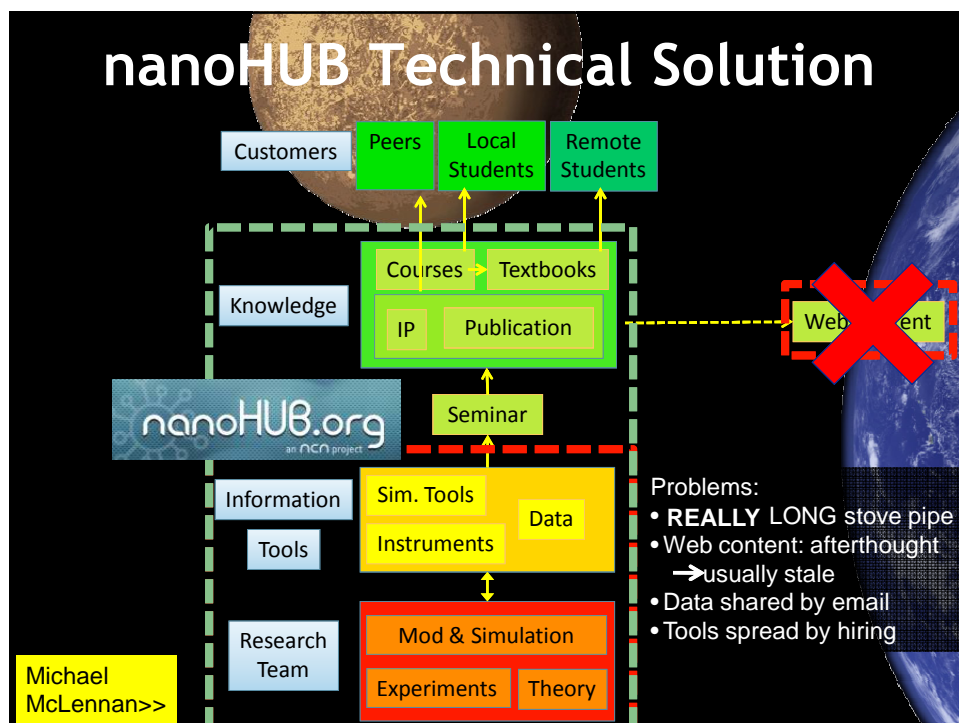 nanoHUB Technical Solution
Customers
Peers
Local
Students
Remote
Students
Knowledge
Courses
Textbooks
IP
Publication
Web
ent
nanoHUB.org
an ncn project
Seminar
Information
Tools
Sim. Tools
Data
Instruments
Problems:
• REALLY LONG stove pipe
• Web content: afterthought
→usually stale
• Data shared by email
• Tools spread by hiring
Research
Team
Mod & Simulation
Experiments
Theory
Michael
McLennan>>